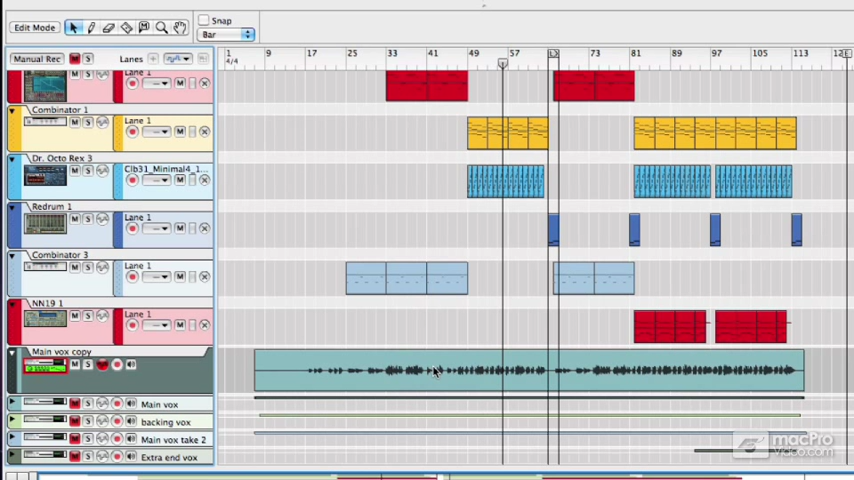 Edit Mode
Snap
Bar
Manual Rec
M S
Lanes
1 9 17 25 33 41 49 57 73 81 89 97 105 113
4/4
M S
Lane 1
M
Combinator 1
M S
Lane 1
M
Dr. Octo Rex 3
M S
Clb31_Minimal4_1...
M
Redrum 1
M S
Lane 1
M
Combinator 3
M S
Lane 1
M
NN19 1
M S
Lane 1
M
Main vox copy
M S
Main vox
backing vox
Main vox take 2
Extra end vox
macPro
video.com